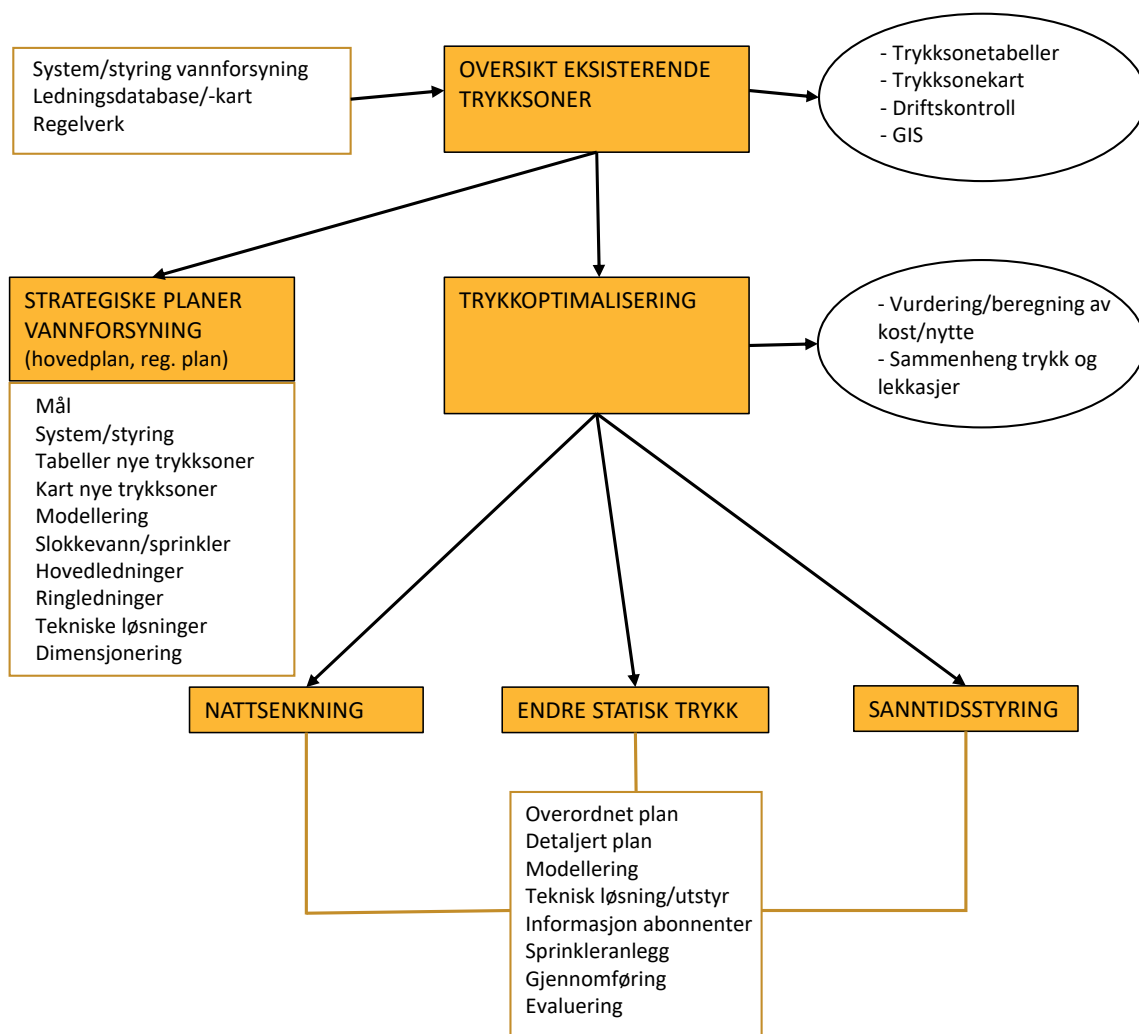 System/styring vannforsyning
Ledningsdatabase/-kart
Regelverk
OVERSIKT EKSISTERENDE
TRYKKSONER
- Trykksonetabeller
- Trykksonekart
- Driftskontroll
- GIS
STRATEGISKE PLANER
VANNFORSYNING
(hovedplan, reg. plan)
Mål
System/styring
Tabeller nye trykksoner
Kart nye trykksoner
Modellering
Slokkevann/sprinkler
Hovedledninger
Ringledninger
Tekniske løsninger
Dimensjonering
TRYKKOPTIMALISERING
- Vurdering/beregning av
kost/nytte
- Sammenheng trykk og
lekkasjer
NATTSENKNING
ENDRE STATISK TRYKK
SANNTIDSSTYRING
Overordnet plan
Detaljert plan
Modellering
Teknisk løsning/utstyr
Informasjon abonnenter
Sprinkleranlegg
Gjennomføring
Evaluering